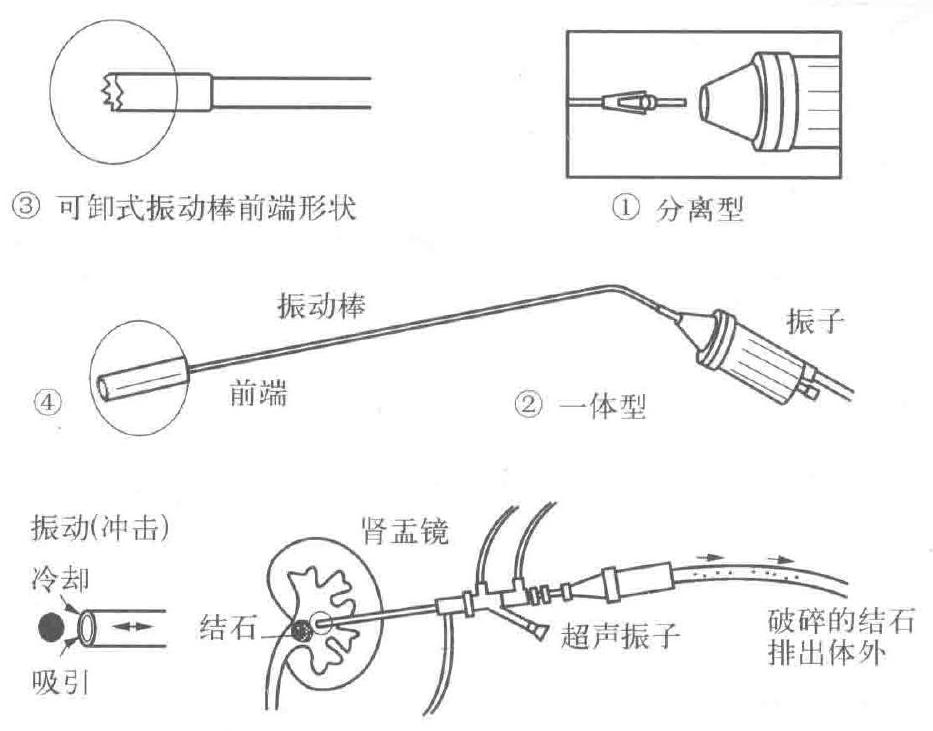 ③ 可卸式振动棒前端形状
① 分离型
振动棒
振子
前端
④
② 一体型
振动(冲击)
肾盂镜
冷却
结石
超声振子
破碎的结石
排出体外
吸引